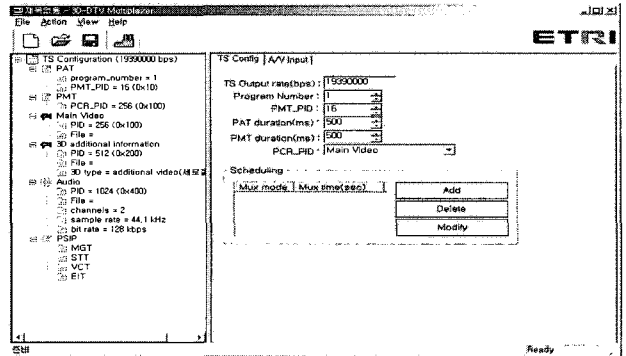 3D-DTV Multiplexer
File Action View Help
ETRI
TS Configuration (19390000 bps)
PAT
program_number = 1
PMT_PID = 16 (0x10)
PMT
PCR_PID = 256 (0x100)
Main Video
PID = 256 (0x100)
File =
3D additional information
PID = 512 (0x200)
File =
3D type = additional video(세로
Audio
PID = 1024 (0x400)
File =
channels = 2
sample rate = 44,1 kHz
bit rate = 128 kbps
PSIP
MGT
STT
VCT
EIT
TS Config A/V Input
TS Output rate(bps) : 19390000
Program Number : 1
PMT_PID : 16
PAT duration(ms) : 500
PMT duration(ms) : 500
PCR_PID : Main Video
Scheduling
Mux mode Mux time(sec)
Add
Delete
Modify
준비
Ready